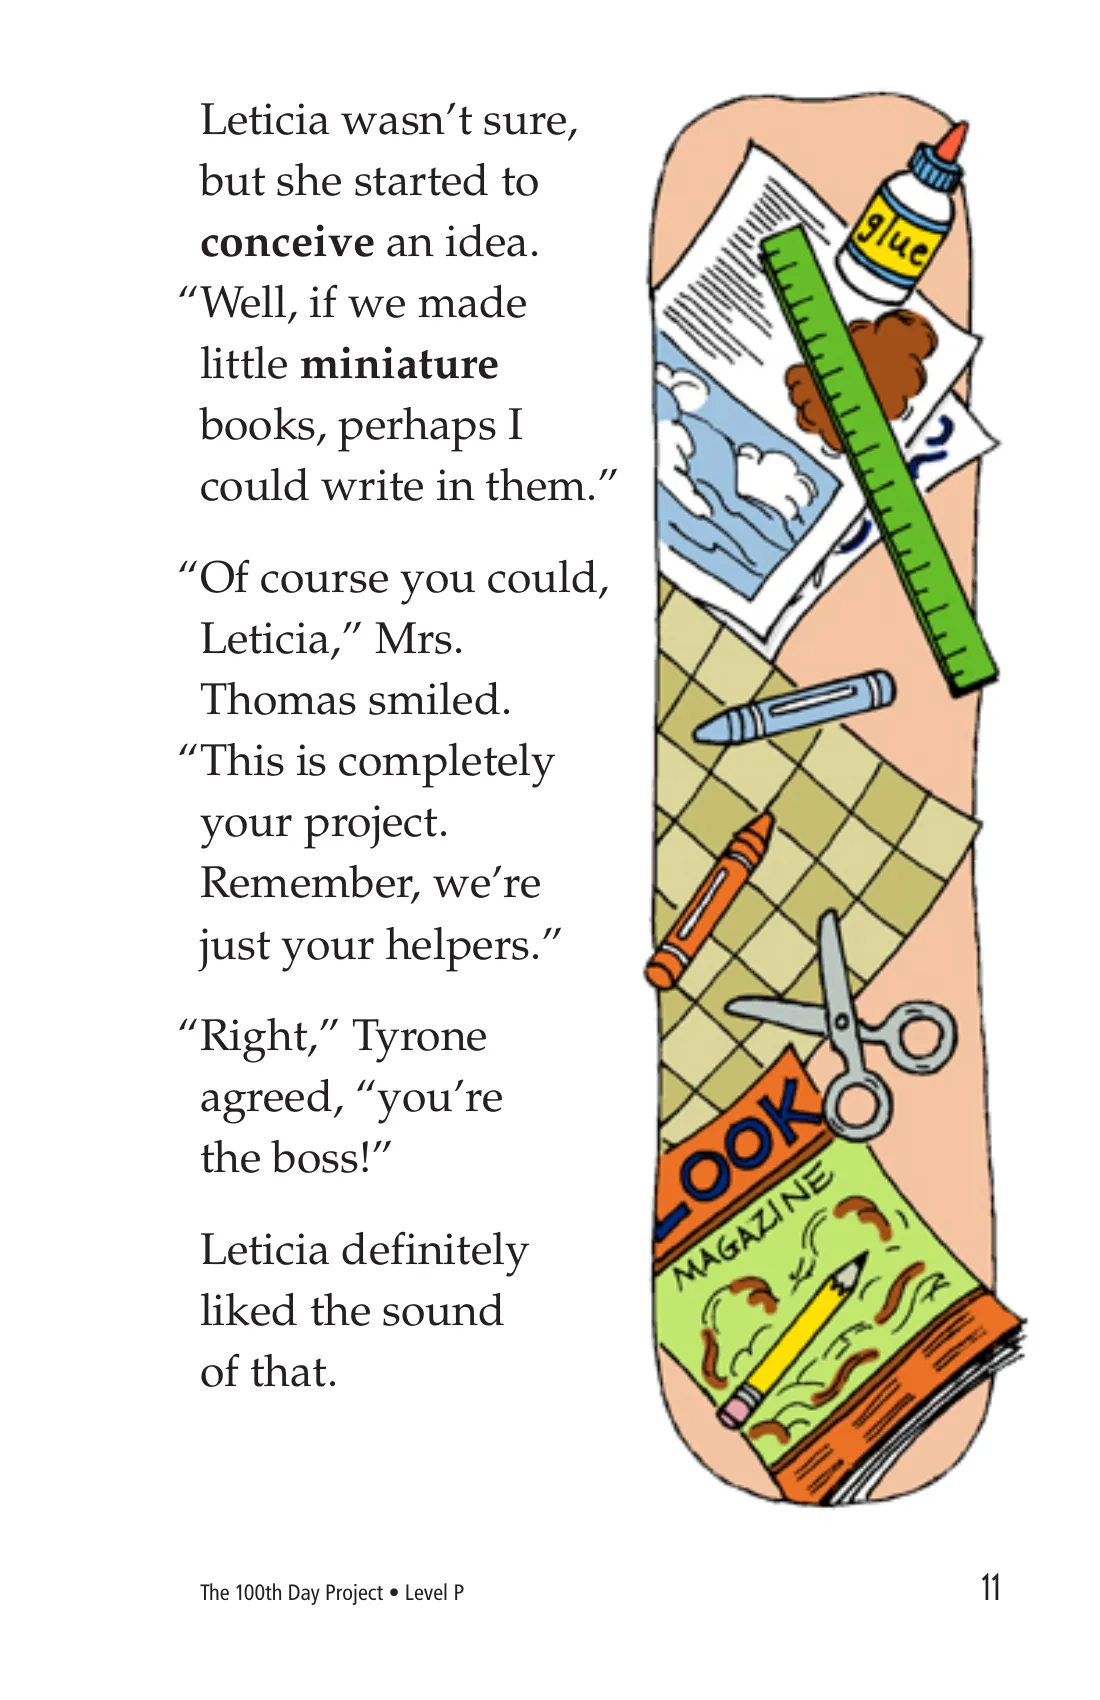 Leticia wasn’t sure,
but she started to
conceive an idea.
“Well, if we made
little miniature
books, perhaps I
could write in them.”
“Of course you could,
Leticia,” Mrs.
Thomas smiled.
“This is completely
your project.
Remember, we’re
just your helpers.”
“Right,” Tyrone
agreed, “you’re
the boss!”
Leticia definitely
liked the sound
of that.
glue
LOOK
MAGAZINE
The 100th Day Project • Level P
11